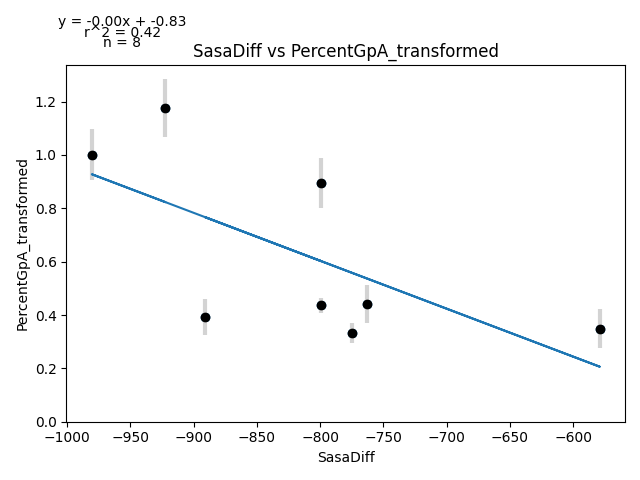 y = -0.00x + -0.83
r^2 = 0.42
n = 8
SasaDiff vs PercentGpA_transformed
PercentGpA_transformed
1.2
1.0
0.8
0.6
0.4
0.2
0.0
−1000 −950 −900 −850 −800 −750 −700 −650 −600
SasaDiff